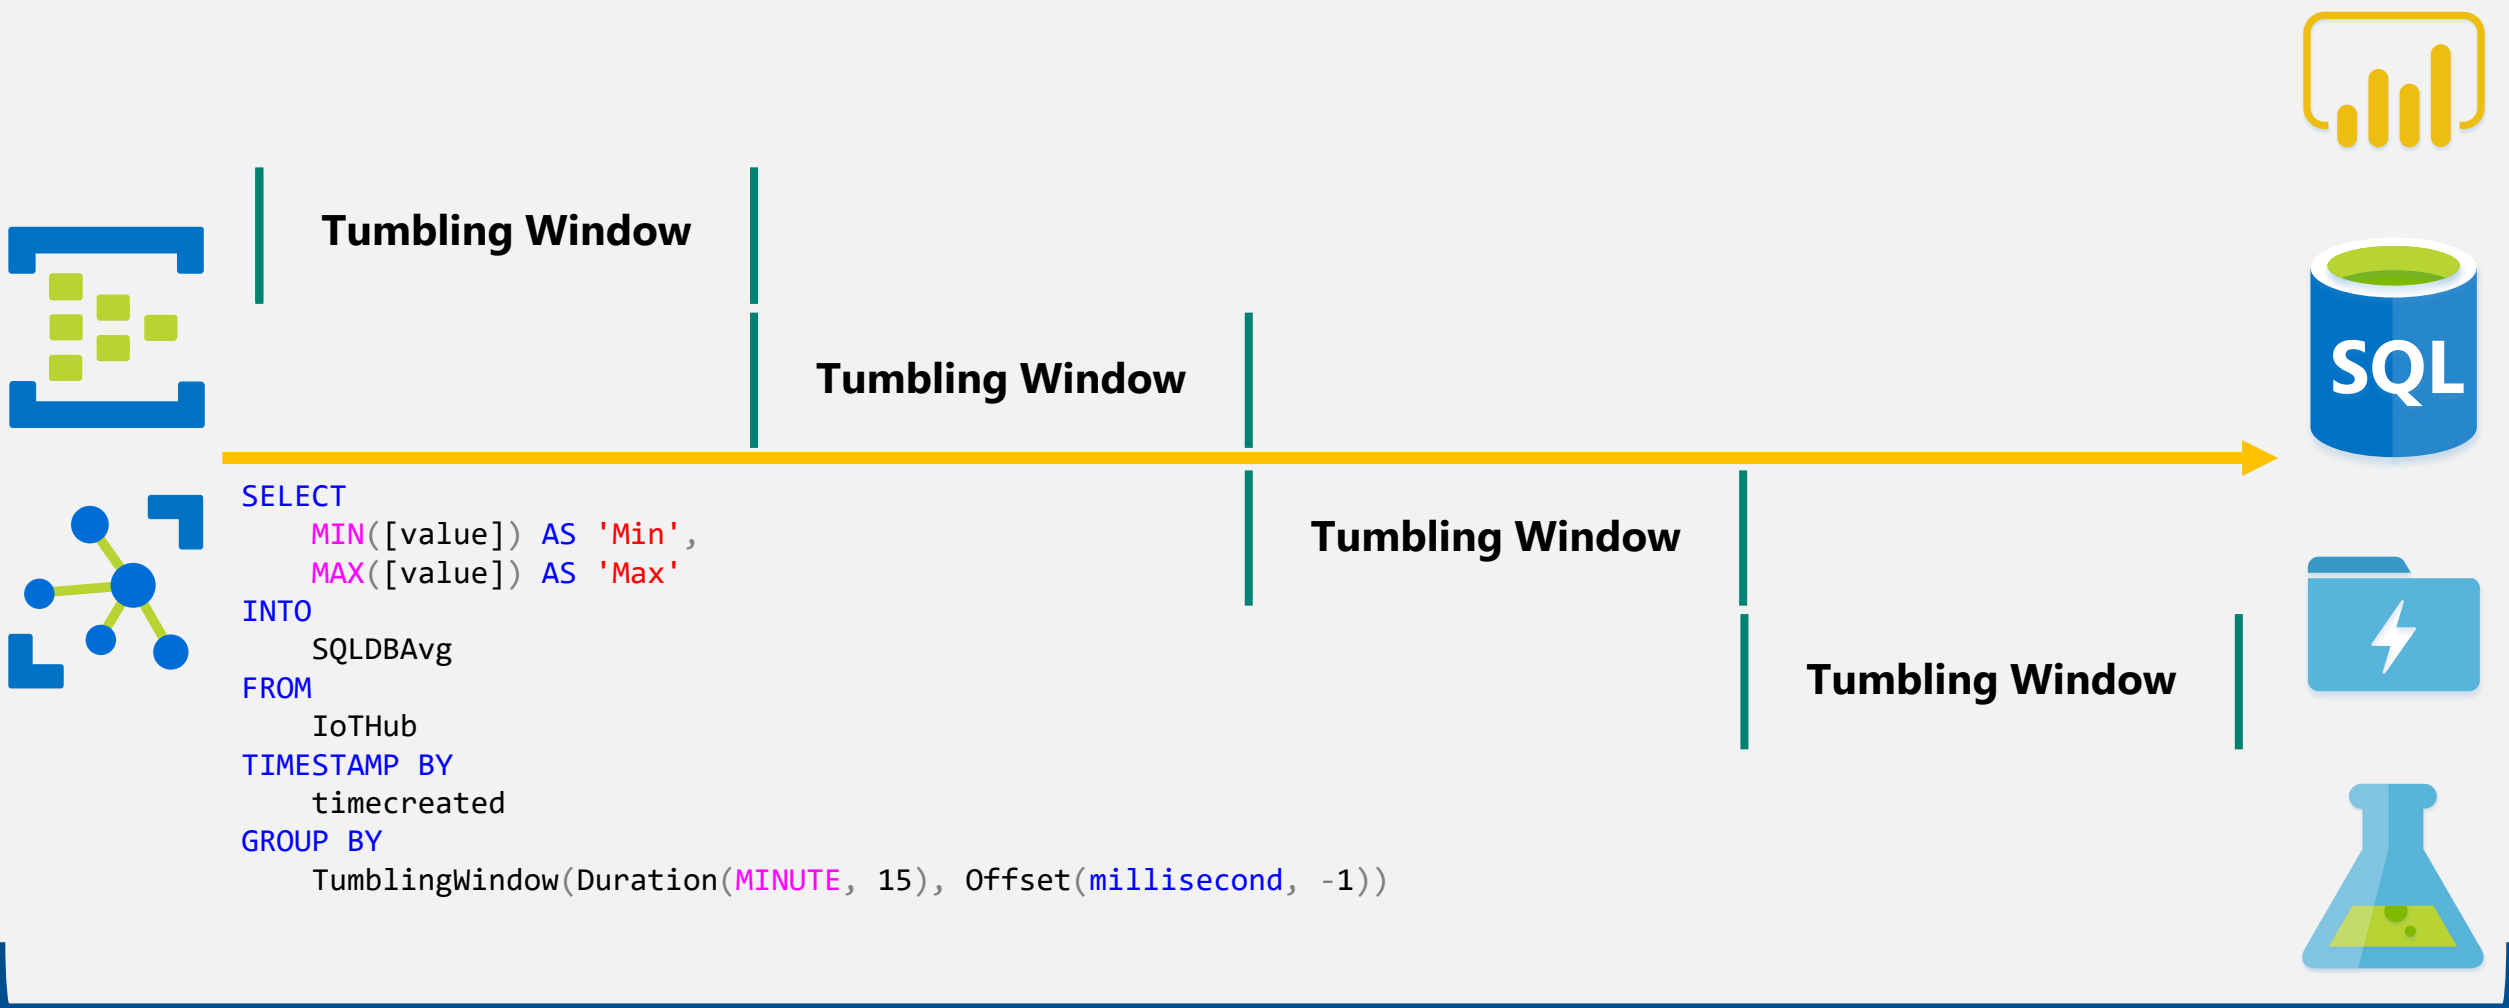 Tumbling Window
Tumbling Window
SQL
SELECT
MIN([value]) AS 'Min',
MAX([value]) AS 'Max'
INTO
SQLDBAvg
FROM
IoTHub
TIMESTAMP BY
timecreated
GROUP BY
TumblingWindow(Duration(MINUTE, 15), Offset(millisecond, -1))
Tumbling Window
Tumbling Window